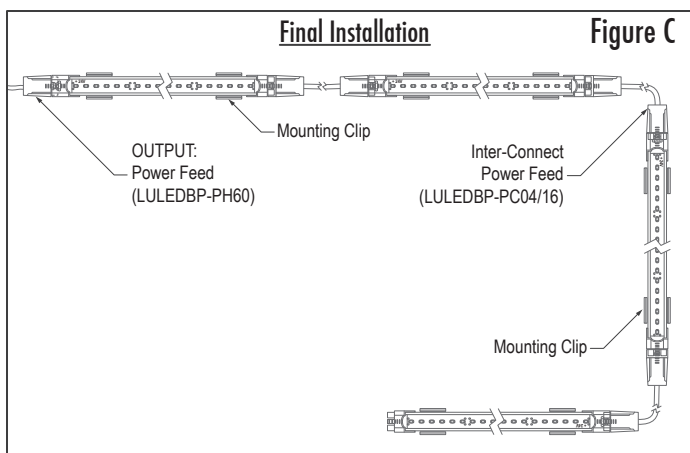 Final Installation
Figure C
Mounting Clip
OUTPUT:
Power Feed
(LULEDBP-PH60)
Inter-Connect
Power Feed
(LULEDBP-PC04/16)
Mounting Clip